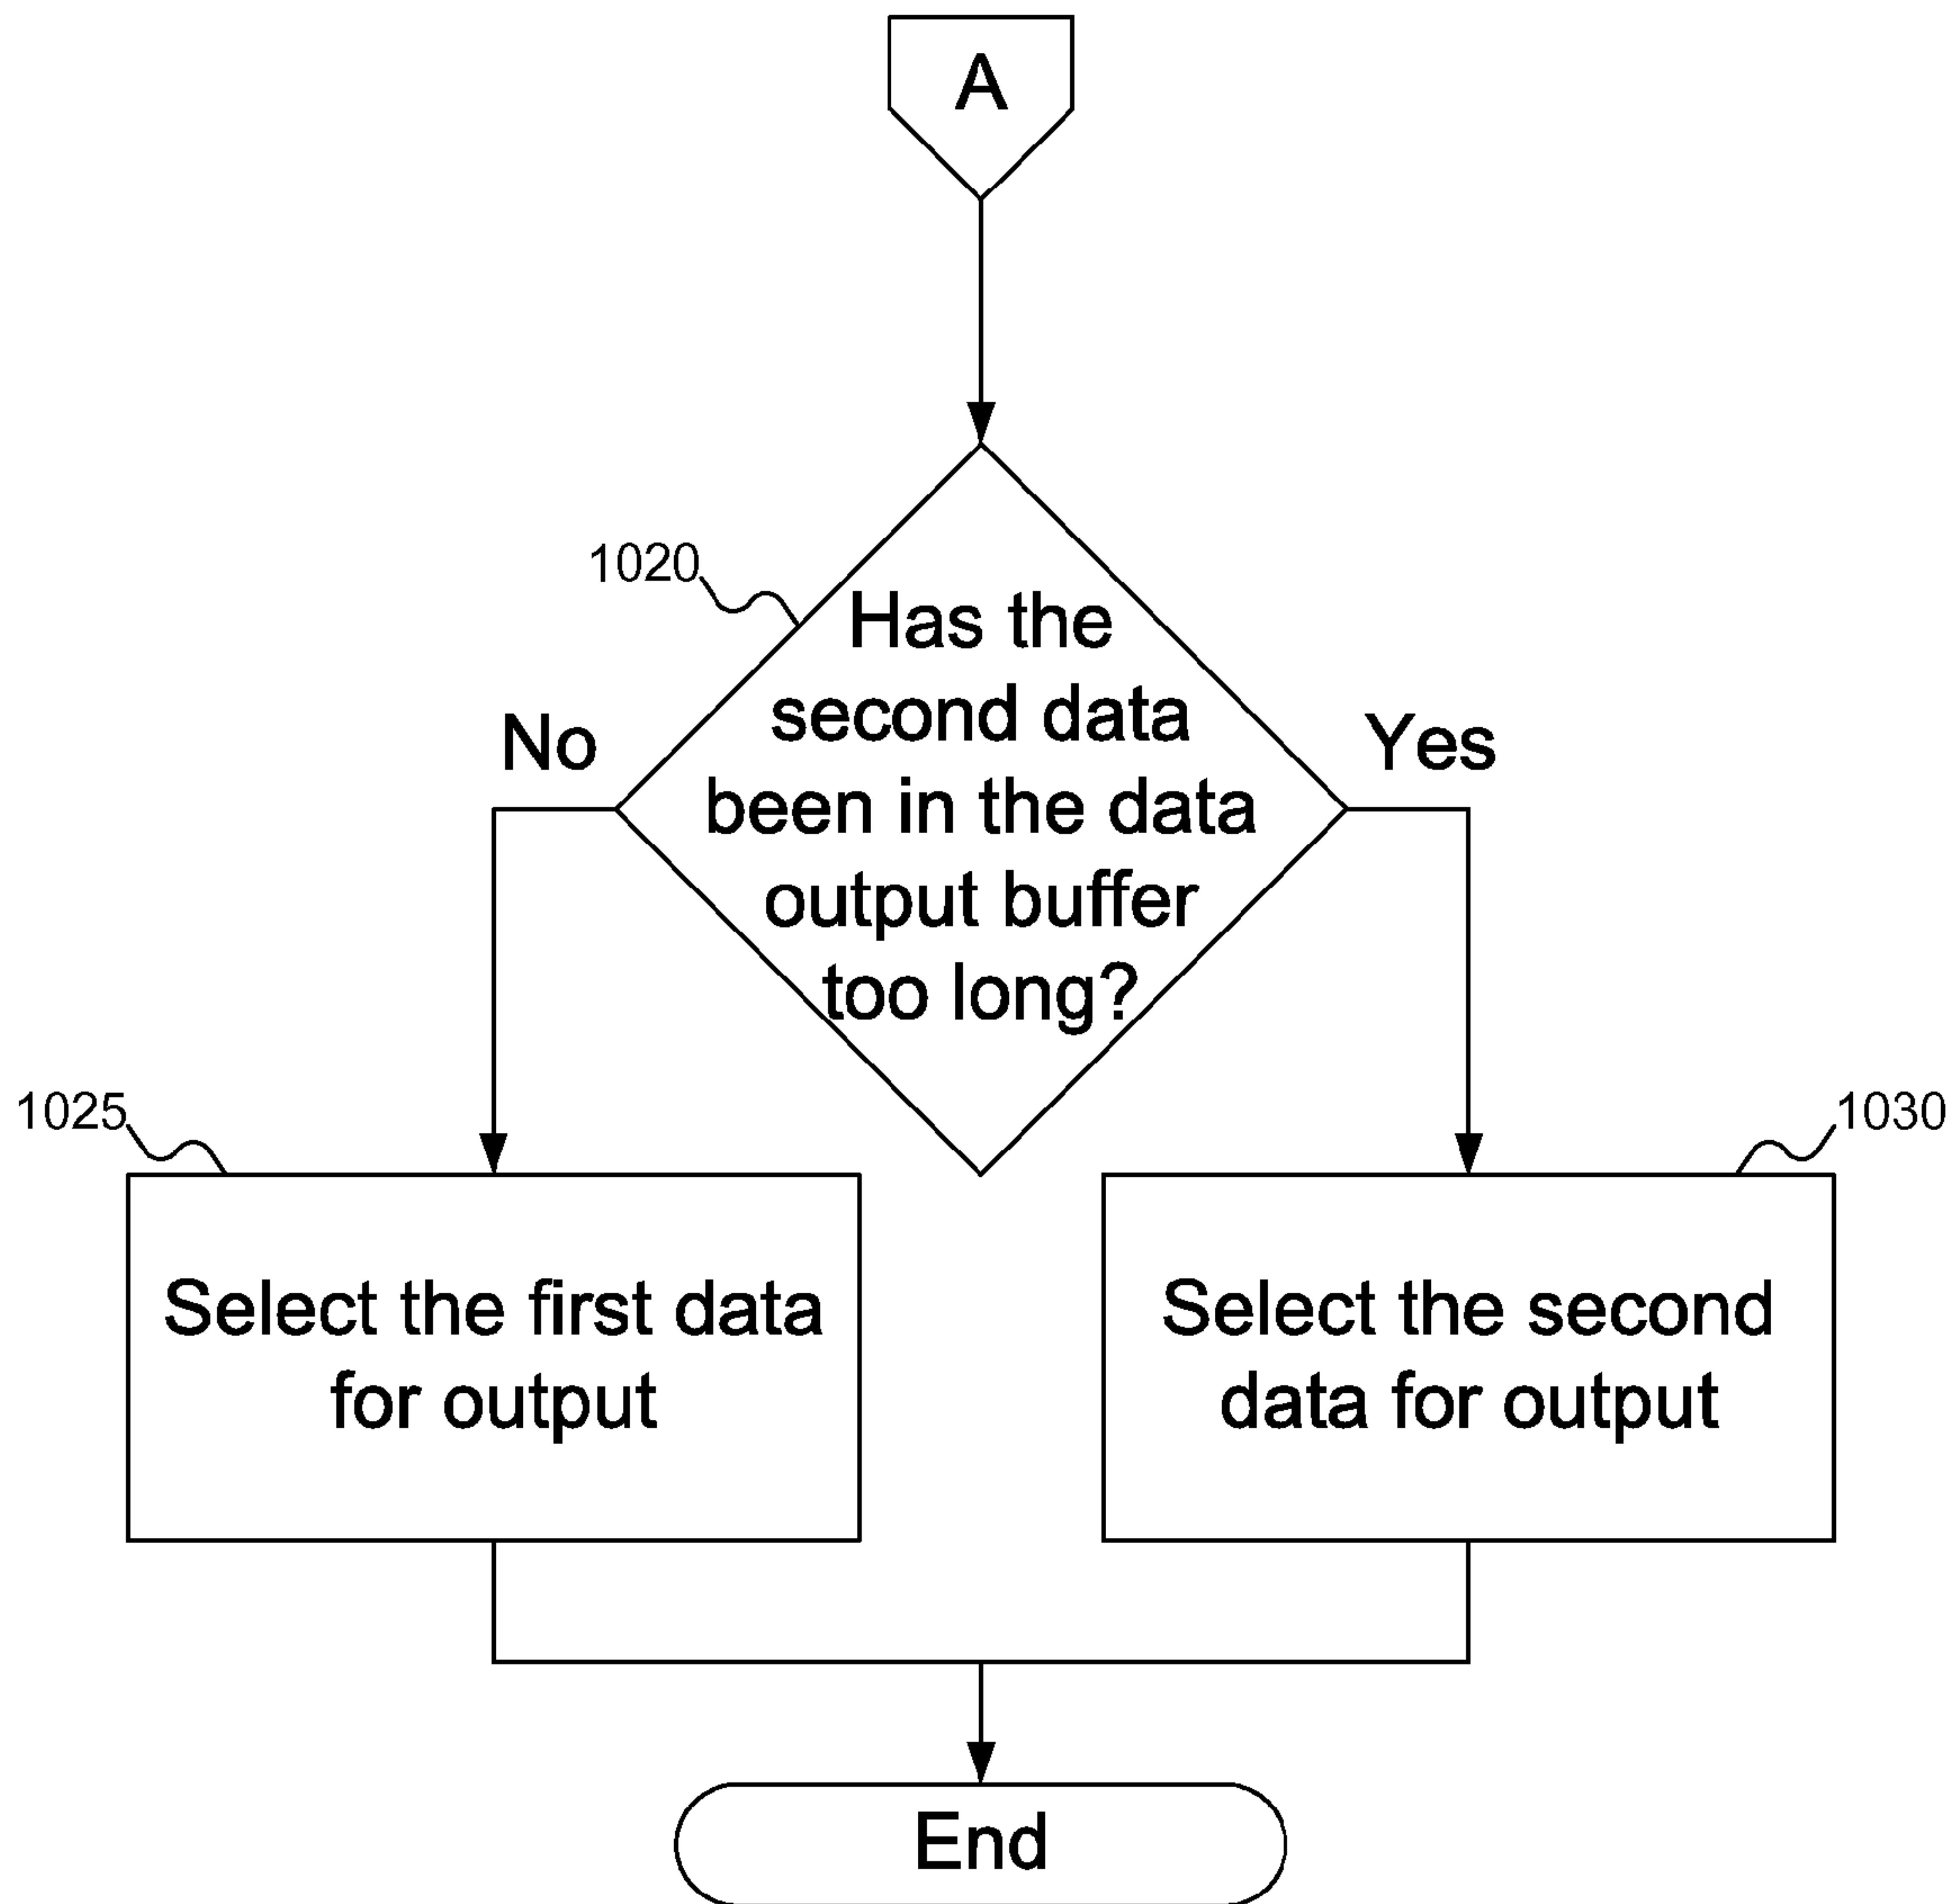 A
1020
Has the
second data
been in the data
output buffer
too long?
No
Yes
1025
1030
Select the first data
for output
Select the second
data for output
End